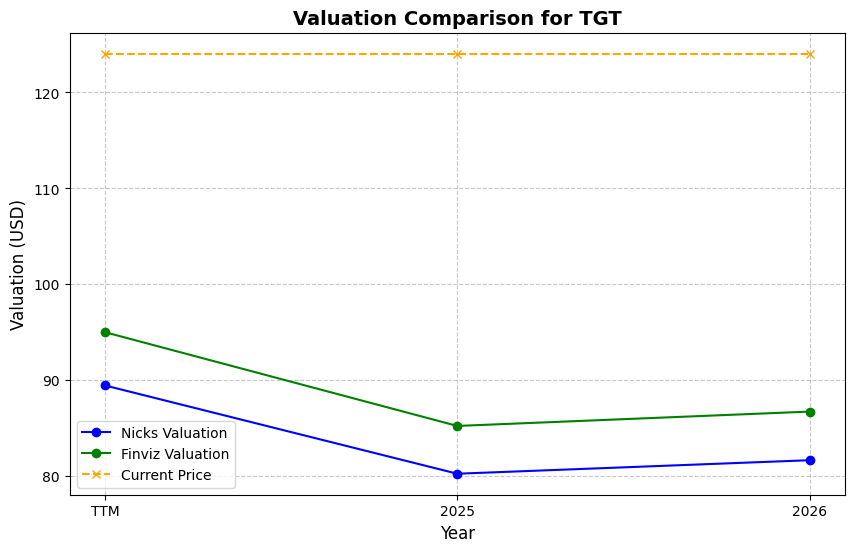 Valuation Comparison for TGT
Valuation (USD)
120
110
100
90
80
Nicks Valuation
Finviz Valuation
Current Price
TTM
2025
2026
Year